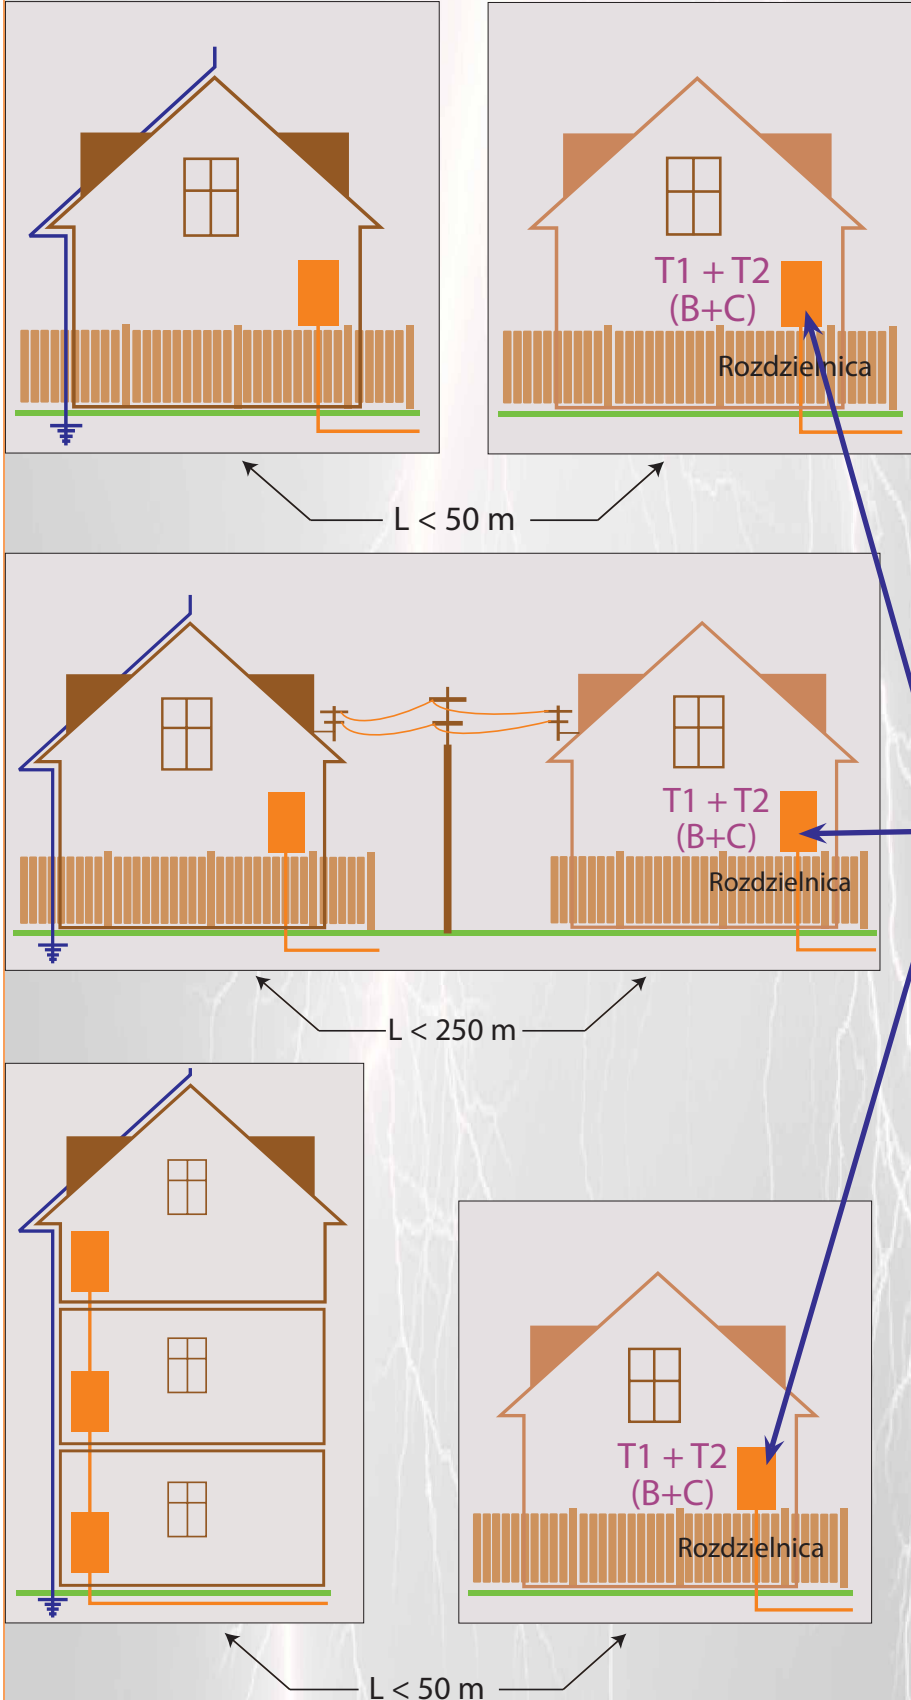 T1 + T2
(B+C)
Rozdzielnica
L < 50 m
T1 + T2
(B+C)
Rozdzielnica
L < 250 m
T1 + T2
(B+C)
Rozdzielnica
L < 50 m